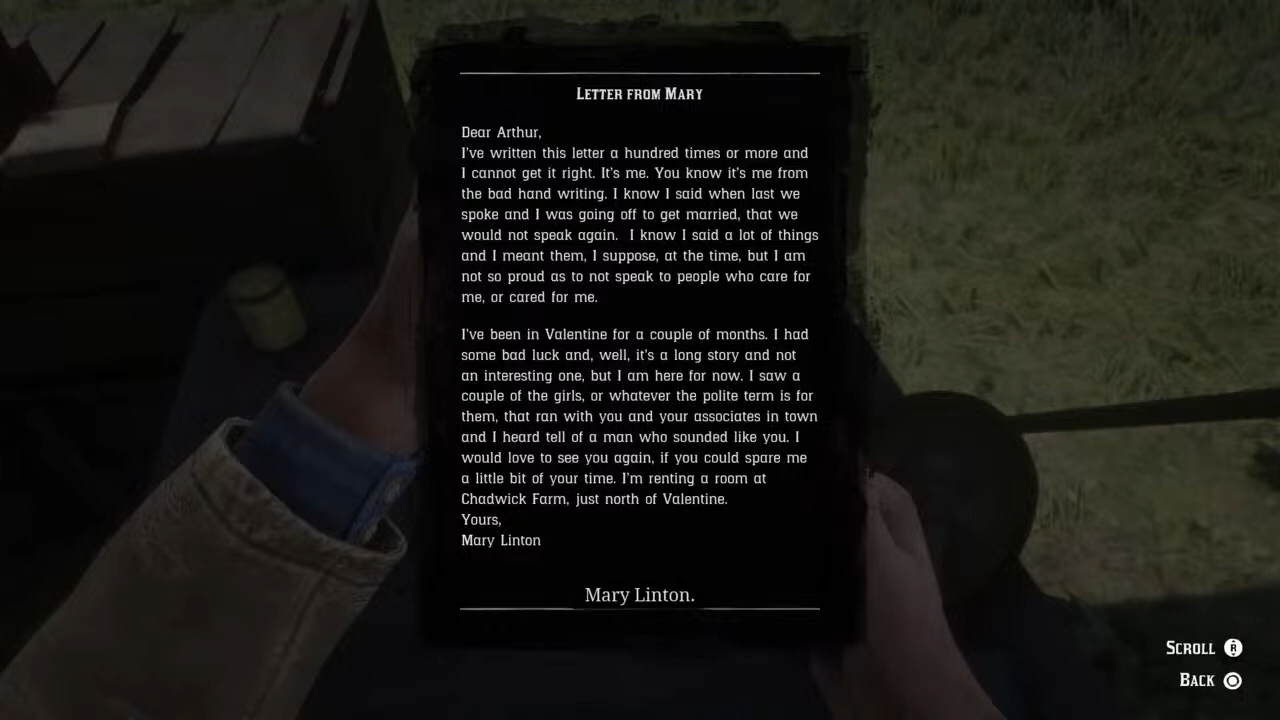 Letter from Mary
Dear Arthur,
I've written this letter a hundred times or more and
I cannot get it right. It's me. You know it's me from
the bad hand writing. I know I said when last we
spoke and I was going off to get married, that we
would not speak again.  I know I said a lot of things
and I meant them, I suppose, at the time, but I am
not so proud as to not speak to people who care for
me, or cared for me.
I've been in Valentine for a couple of months. I had
some bad luck and, well, it's a long story and not
an interesting one, but I am here for now. I saw a
couple of the girls, or whatever the polite term is for
them, that ran with you and your associates in town
and I heard tell of a man who sounded like you. I
would love to see you again, if you could spare me
a little bit of your time. I'm renting a room at
Chadwick Farm, just north of Valentine.
Yours,
Mary Linton
Mary Linton.
Scroll R
Back